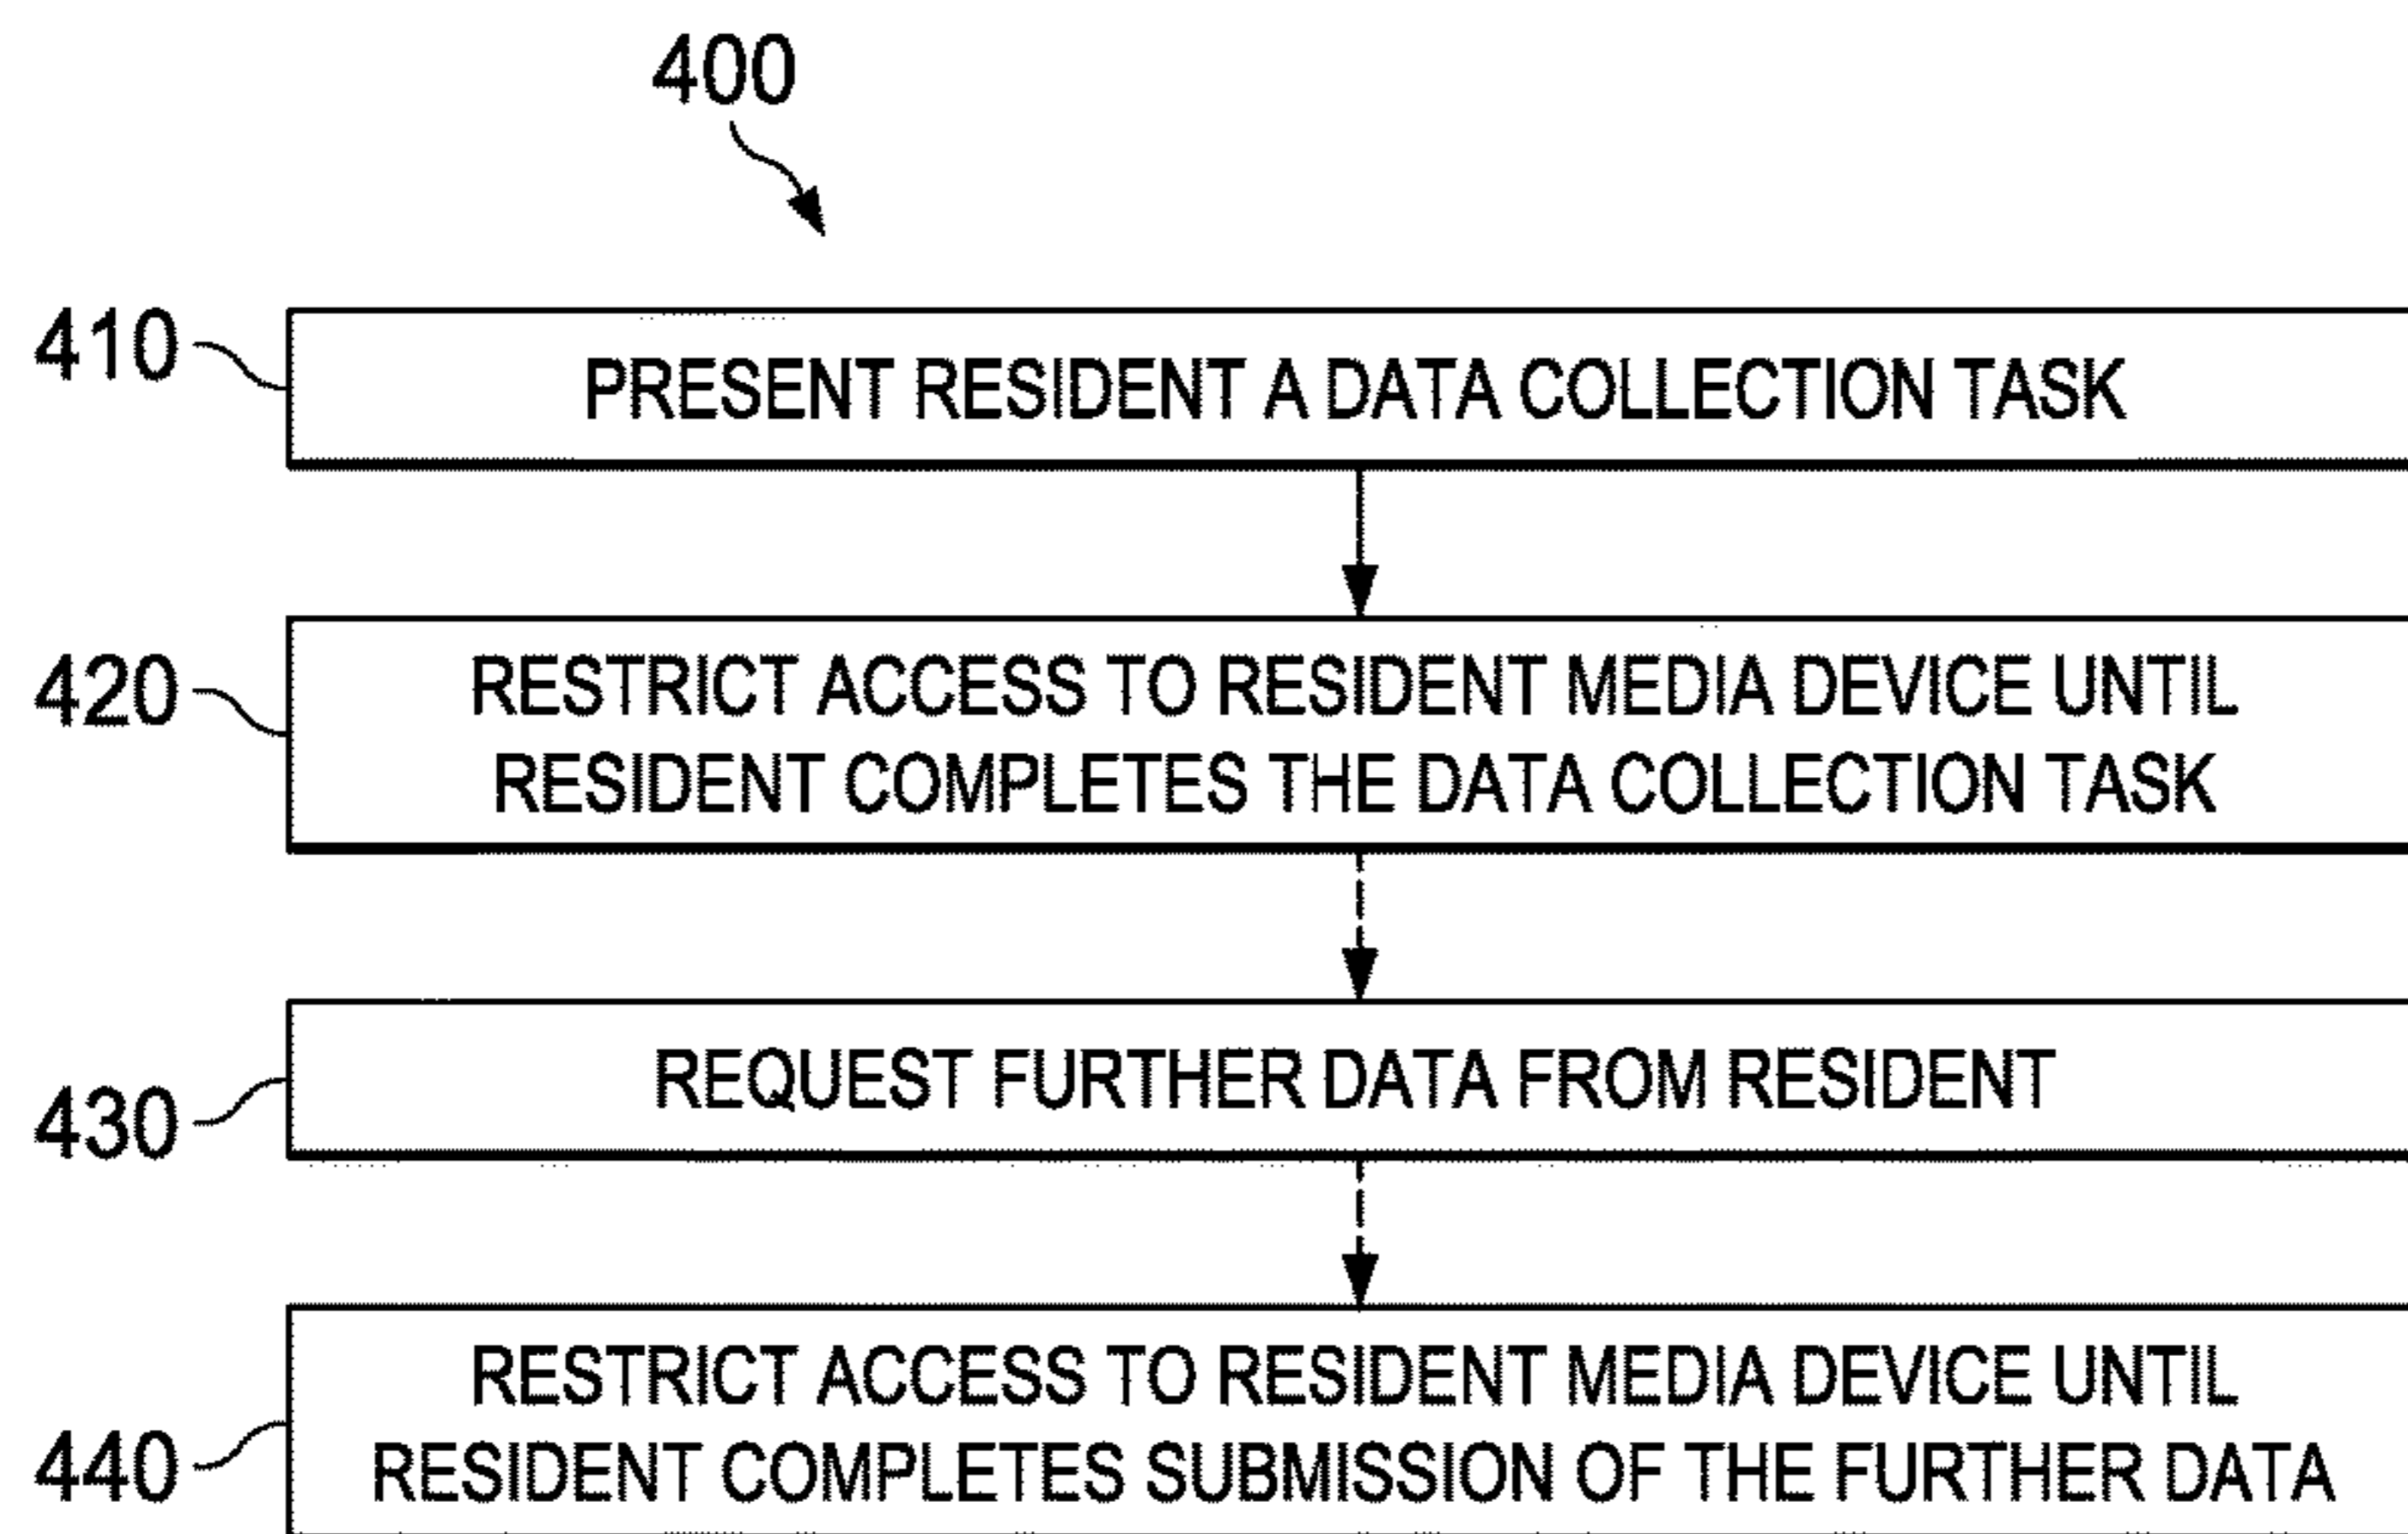 400
410
PRESENT RESIDENT A DATA COLLECTION TASK
420
RESTRICT ACCESS TO RESIDENT MEDIA DEVICE UNTIL
RESIDENT COMPLETES THE DATA COLLECTION TASK
430
REQUEST FURTHER DATA FROM RESIDENT
440
RESTRICT ACCESS TO RESIDENT MEDIA DEVICE UNTIL
RESIDENT COMPLETES SUBMISSION OF THE FURTHER DATA